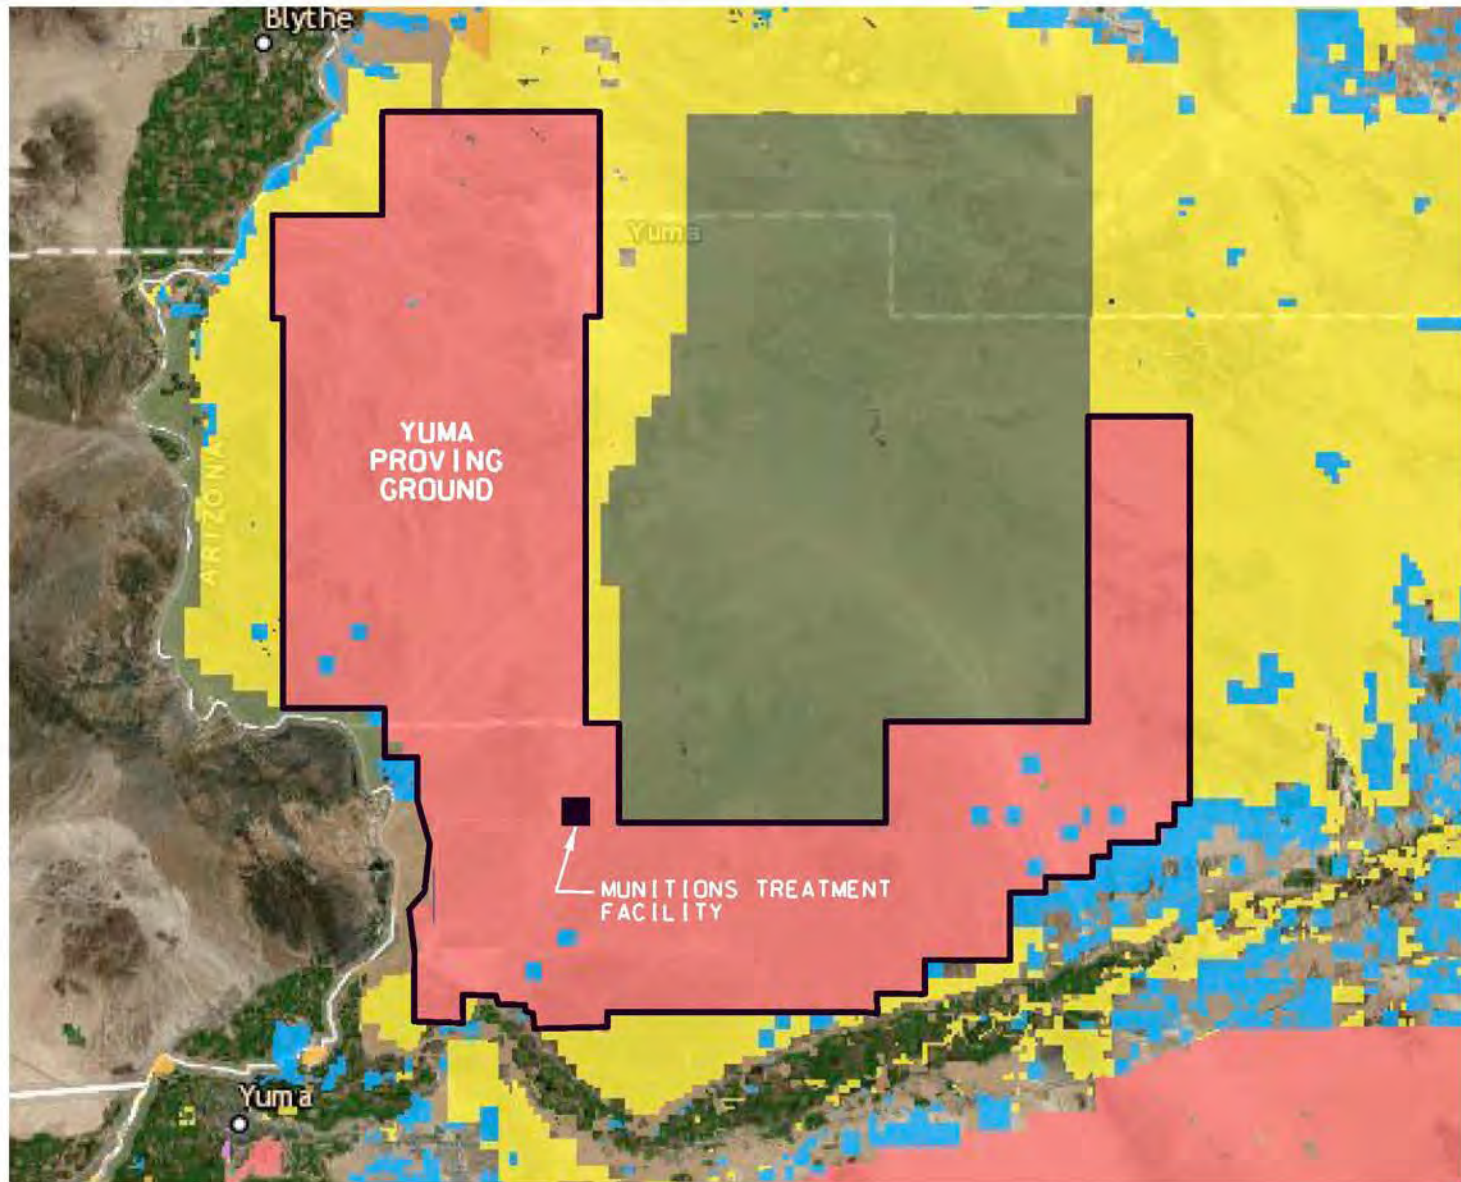 Blythe
Yuma
YUMA
PROVING
GROUND
ARIZONA
MUNITIONS TREATMENT
FACILITY
Yuma